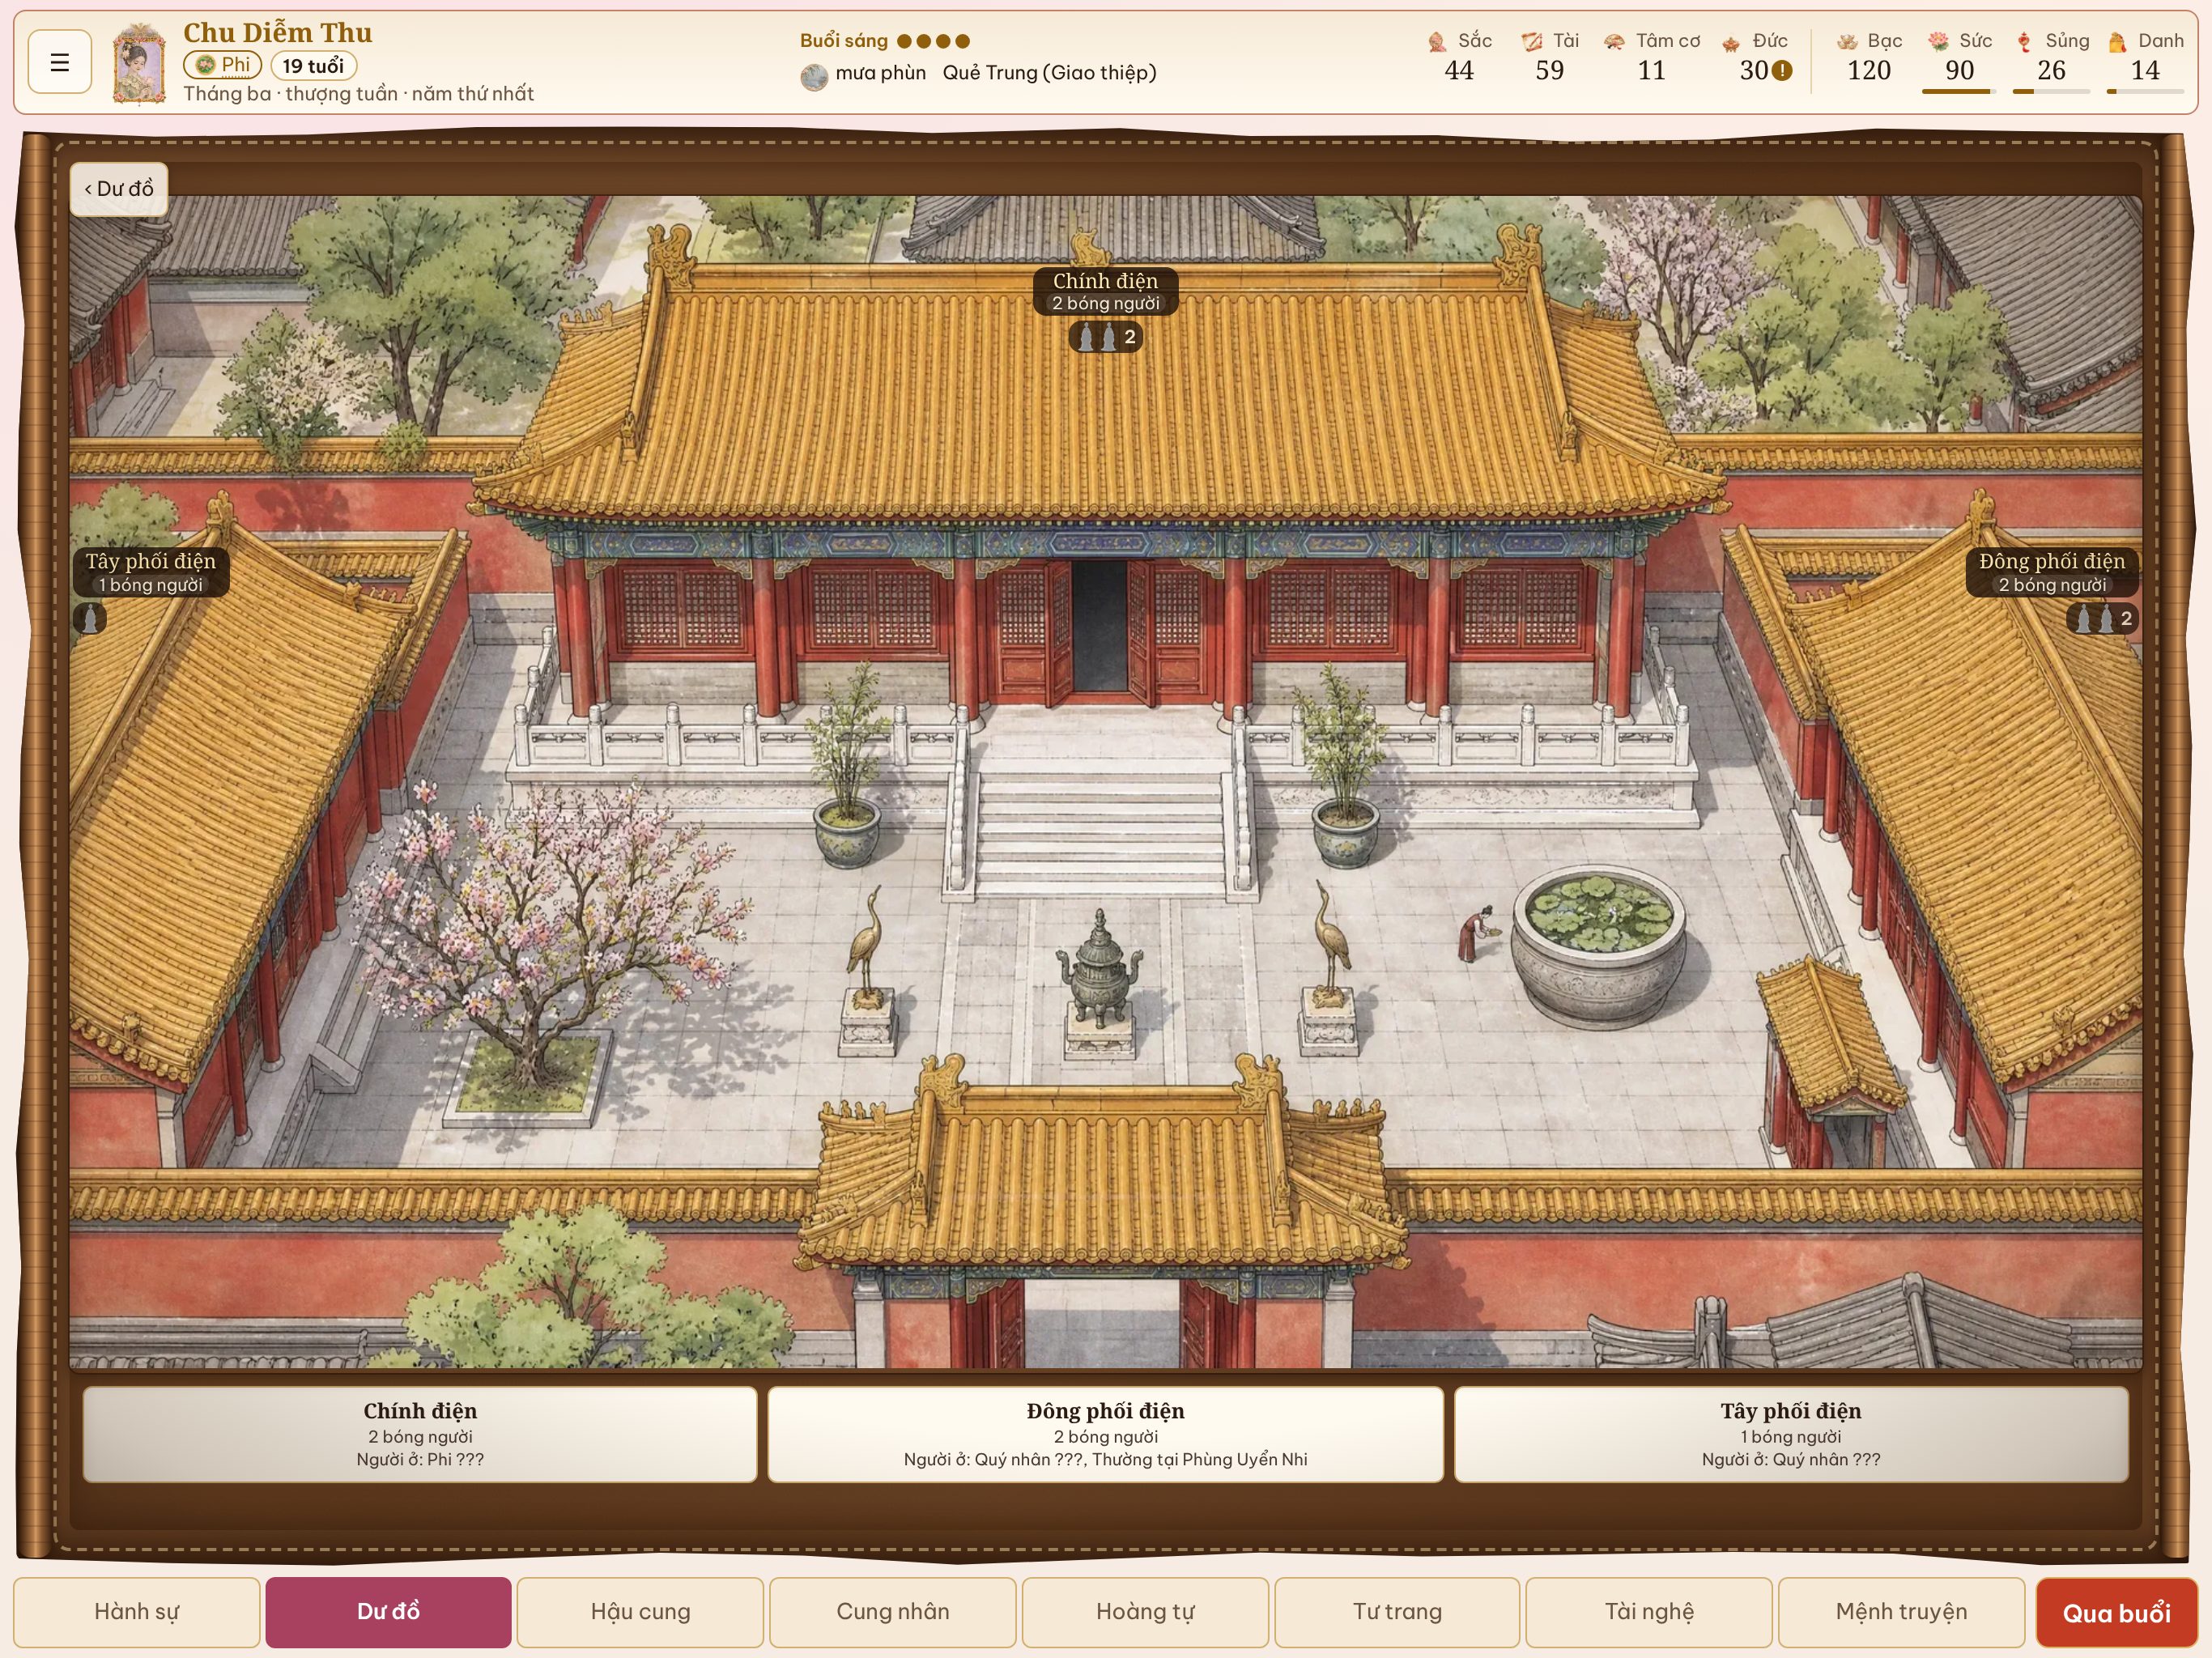 ☰
Chu Diễm Thu
Phi
19 tuổi
Tháng ba · thượng tuần · năm thứ nhất
Buổi sáng
mưa phùn Quẻ Trung (Giao thiệp)
Sắc Tài Tâm cơ Đức Bạc Sức Sủng Danh
44 59 11 30 ! 120 90 26 14
‹ Dư đồ
Chính điện
2 bóng người
2
Tây phối điện
1 bóng người
Đông phối điện
2 bóng người
2
Chính điện
2 bóng người
Người ở: Phi ???
Đông phối điện
2 bóng người
Người ở: Quý nhân ???, Thường tại Phùng Uyển Nhi
Tây phối điện
1 bóng người
Người ở: Quý nhân ???
Hành sự
Dư đồ
Hậu cung
Cung nhân
Hoàng tự
Tư trang
Tài nghệ
Mệnh truyện
Qua buổi